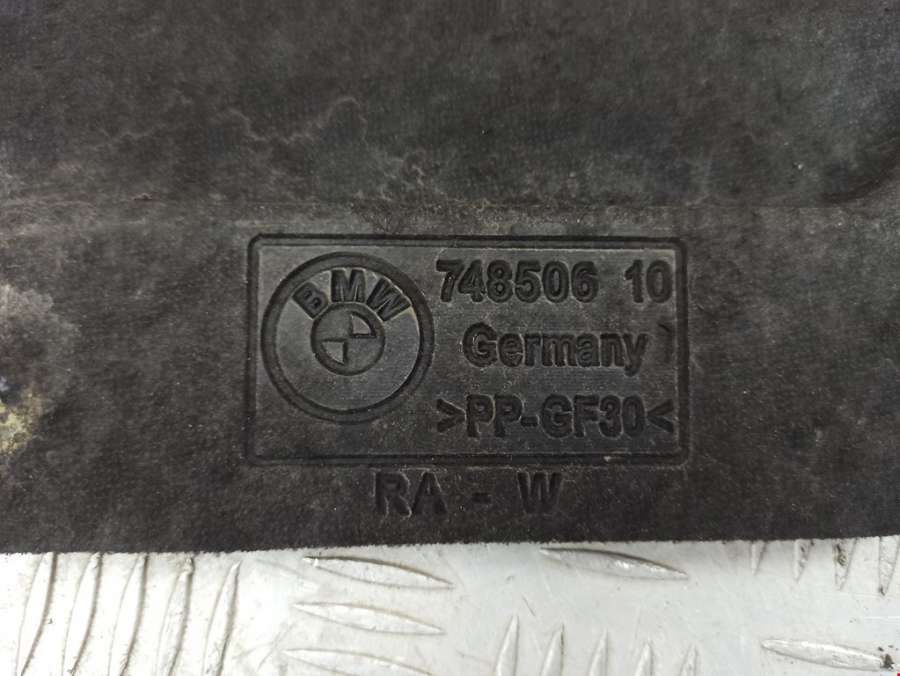 BMW
748506 10
Germany
>PP-GF30<
RA - W